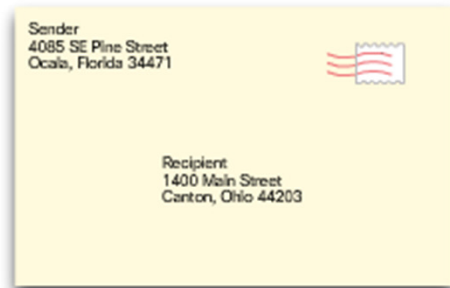 Sender
4085 SE Pine Street
Ocala, Florida 34471
Recipient
1400 Main Street
Canton, Ohio 44203